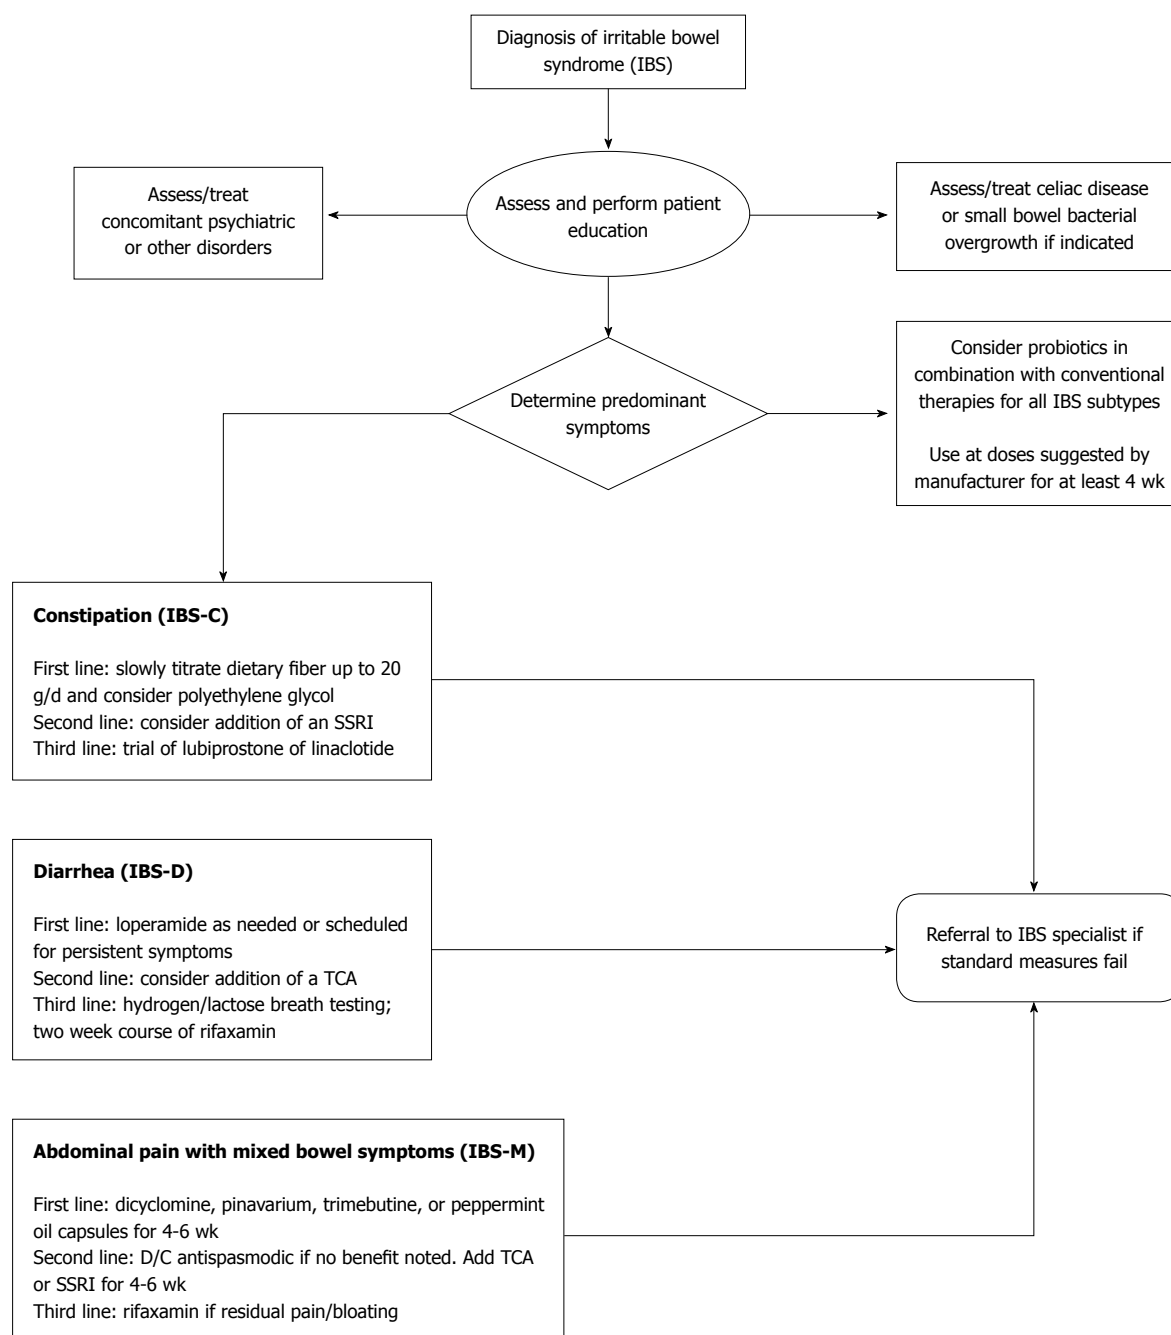 Diagnosis of irritable bowel
syndrome (IBS)
Assess/treat
concomitant psychiatric
or other disorders
Assess and perform patient
education
Assess/treat celiac disease
or small bowel bacterial
overgrowth if indicated
Determine predominant
symptoms
Consider probiotics in
combination with conventional
therapies for all IBS subtypes
Use at doses suggested by
manufacturer for at least 4 wk
Constipation (IBS-C)
First line: slowly titrate dietary fiber up to 20
g/d and consider polyethylene glycol
Second line: consider addition of an SSRI
Third line: trial of lubiprostone of linaclotide
Diarrhea (IBS-D)
First line: loperamide as needed or scheduled
for persistent symptoms
Second line: consider addition of a TCA
Third line: hydrogen/lactose breath testing;
two week course of rifaxamin
Referral to IBS specialist if
standard measures fail
Abdominal pain with mixed bowel symptoms (IBS-M)
First line: dicyclomine, pinavarium, trimebutine, or peppermint
oil capsules for 4-6 wk
Second line: D/C antispasmodic if no benefit noted. Add TCA
or SSRI for 4-6 wk
Third line: rifaxamin if residual pain/bloating